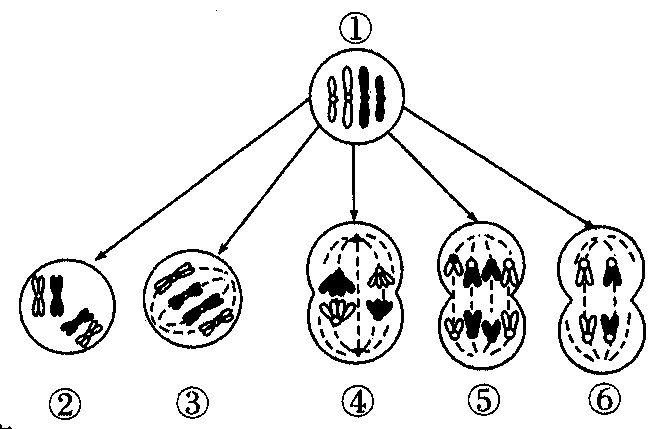 ①
② ③ ④ ⑤ ⑥